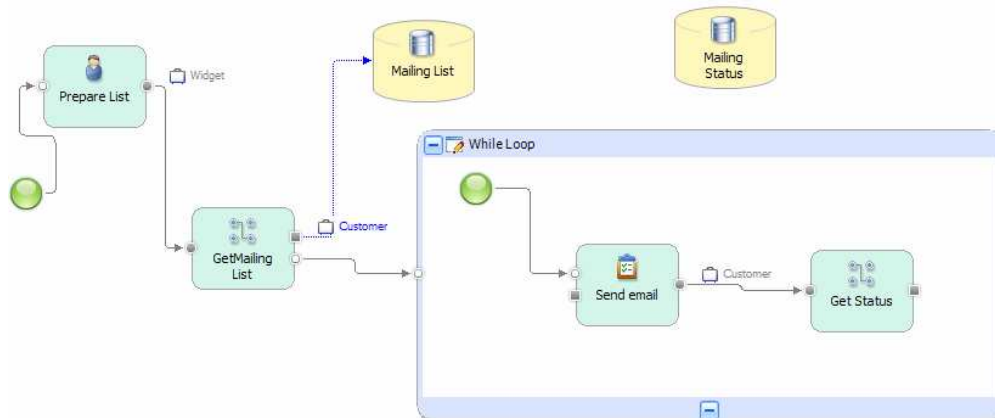 Mailing List
Mailing
Status
Prepare List
Widget
While Loop
GetMailing
List
Customer
Send email
Customer
Get Status